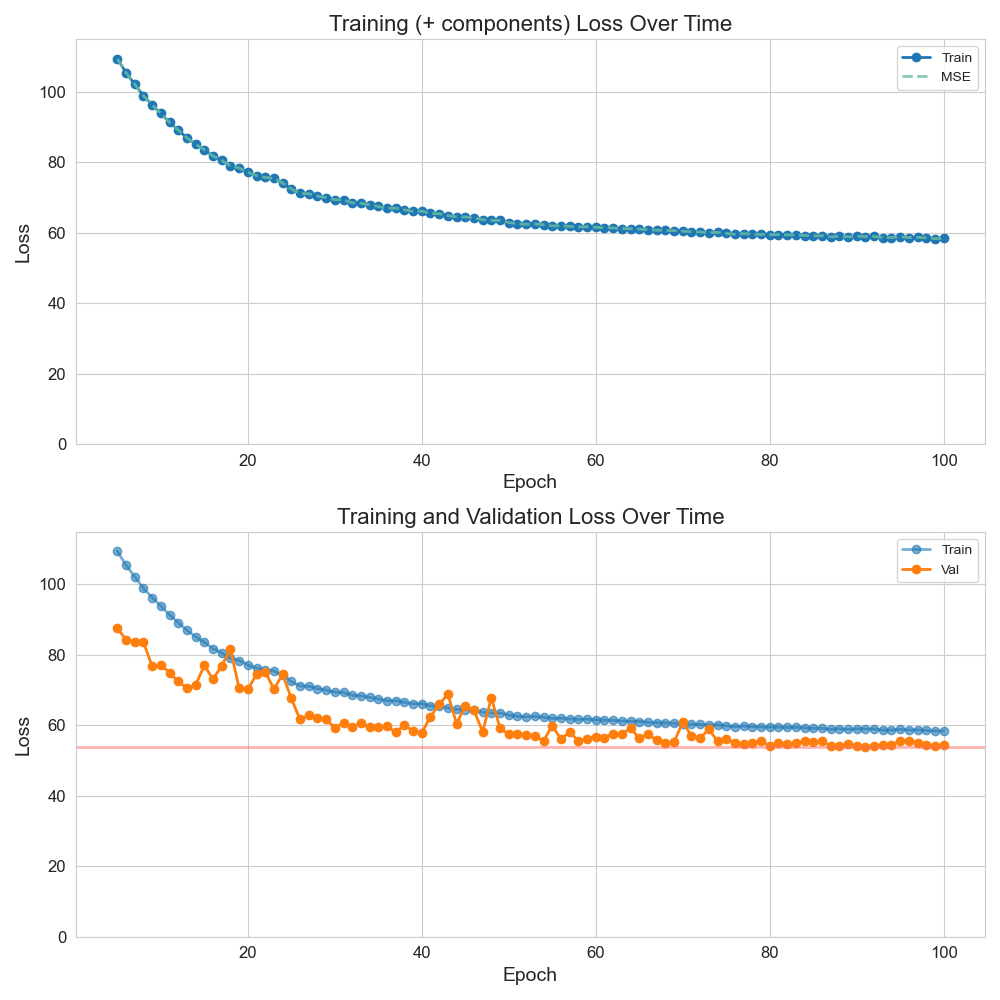 Training (+ components) Loss Over Time
Train
MSE
100
80
60
40
20
0
Loss
20 40 60 80 100
Epoch
Training and Validation Loss Over Time
Train
Val
100
80
60
40
20
0
Loss
20 40 60 80 100
Epoch